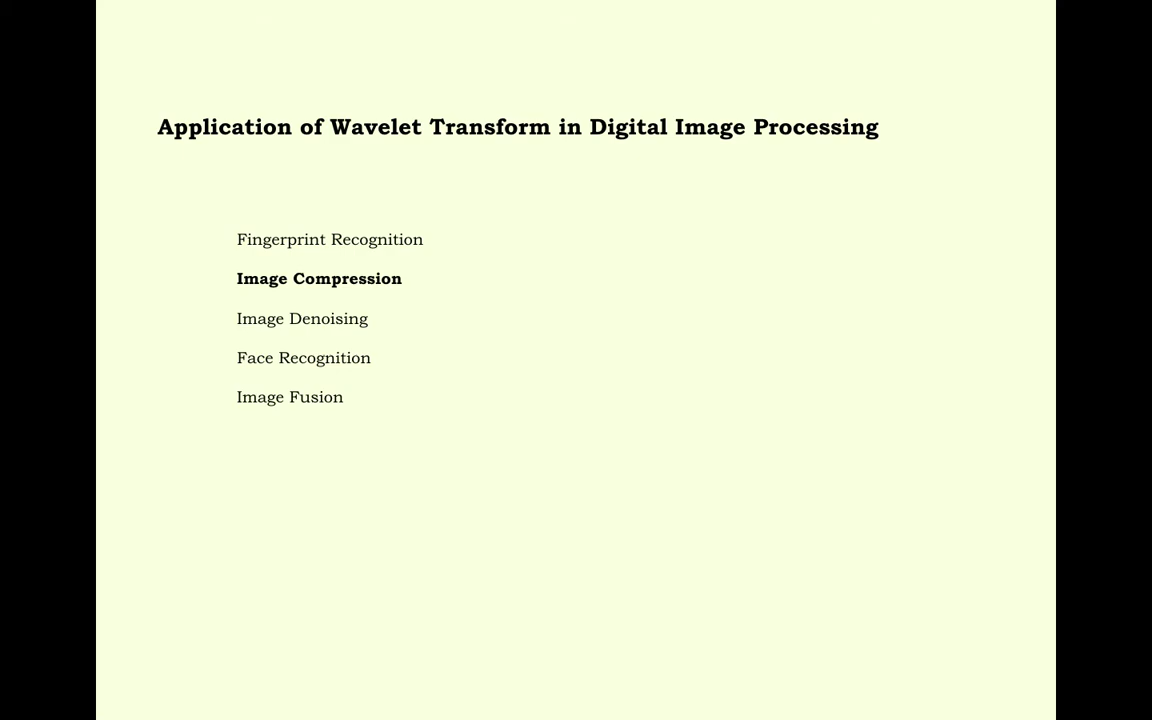 Application of Wavelet Transform in Digital Image Processing
Fingerprint Recognition
Image Compression
Image Denoising
Face Recognition
Image Fusion